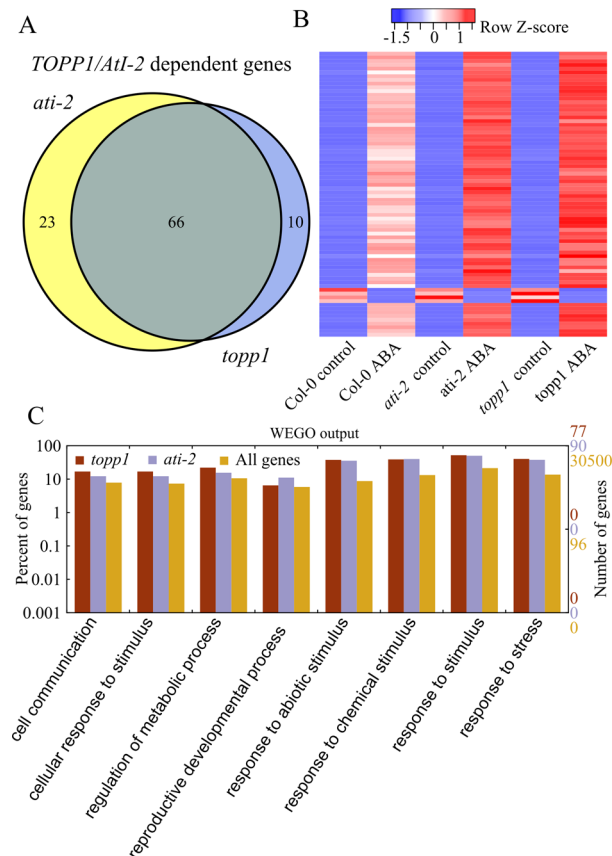 A
TOPP1/AtI-2 dependent genes
ati-2
23
66
10
topp1
B
-1.5 0 1 Row Z-score
Col-0 control
Col-0 ABA
ati-2 control
ati-2 ABA
topp1 control
topp1 ABA
C
WEGO output
topp1 ati-2 All genes
Percent of genes
100
10
1
0.1
0.01
0.001
77
90
30500
0
0
96
0
0
0
Number of genes
cell communication
cellular response to stimulus
regulation of metabolic process
reproductive developmental process
response to abiotic stimulus
response to chemical stimulus
response to stimulus
response to stress